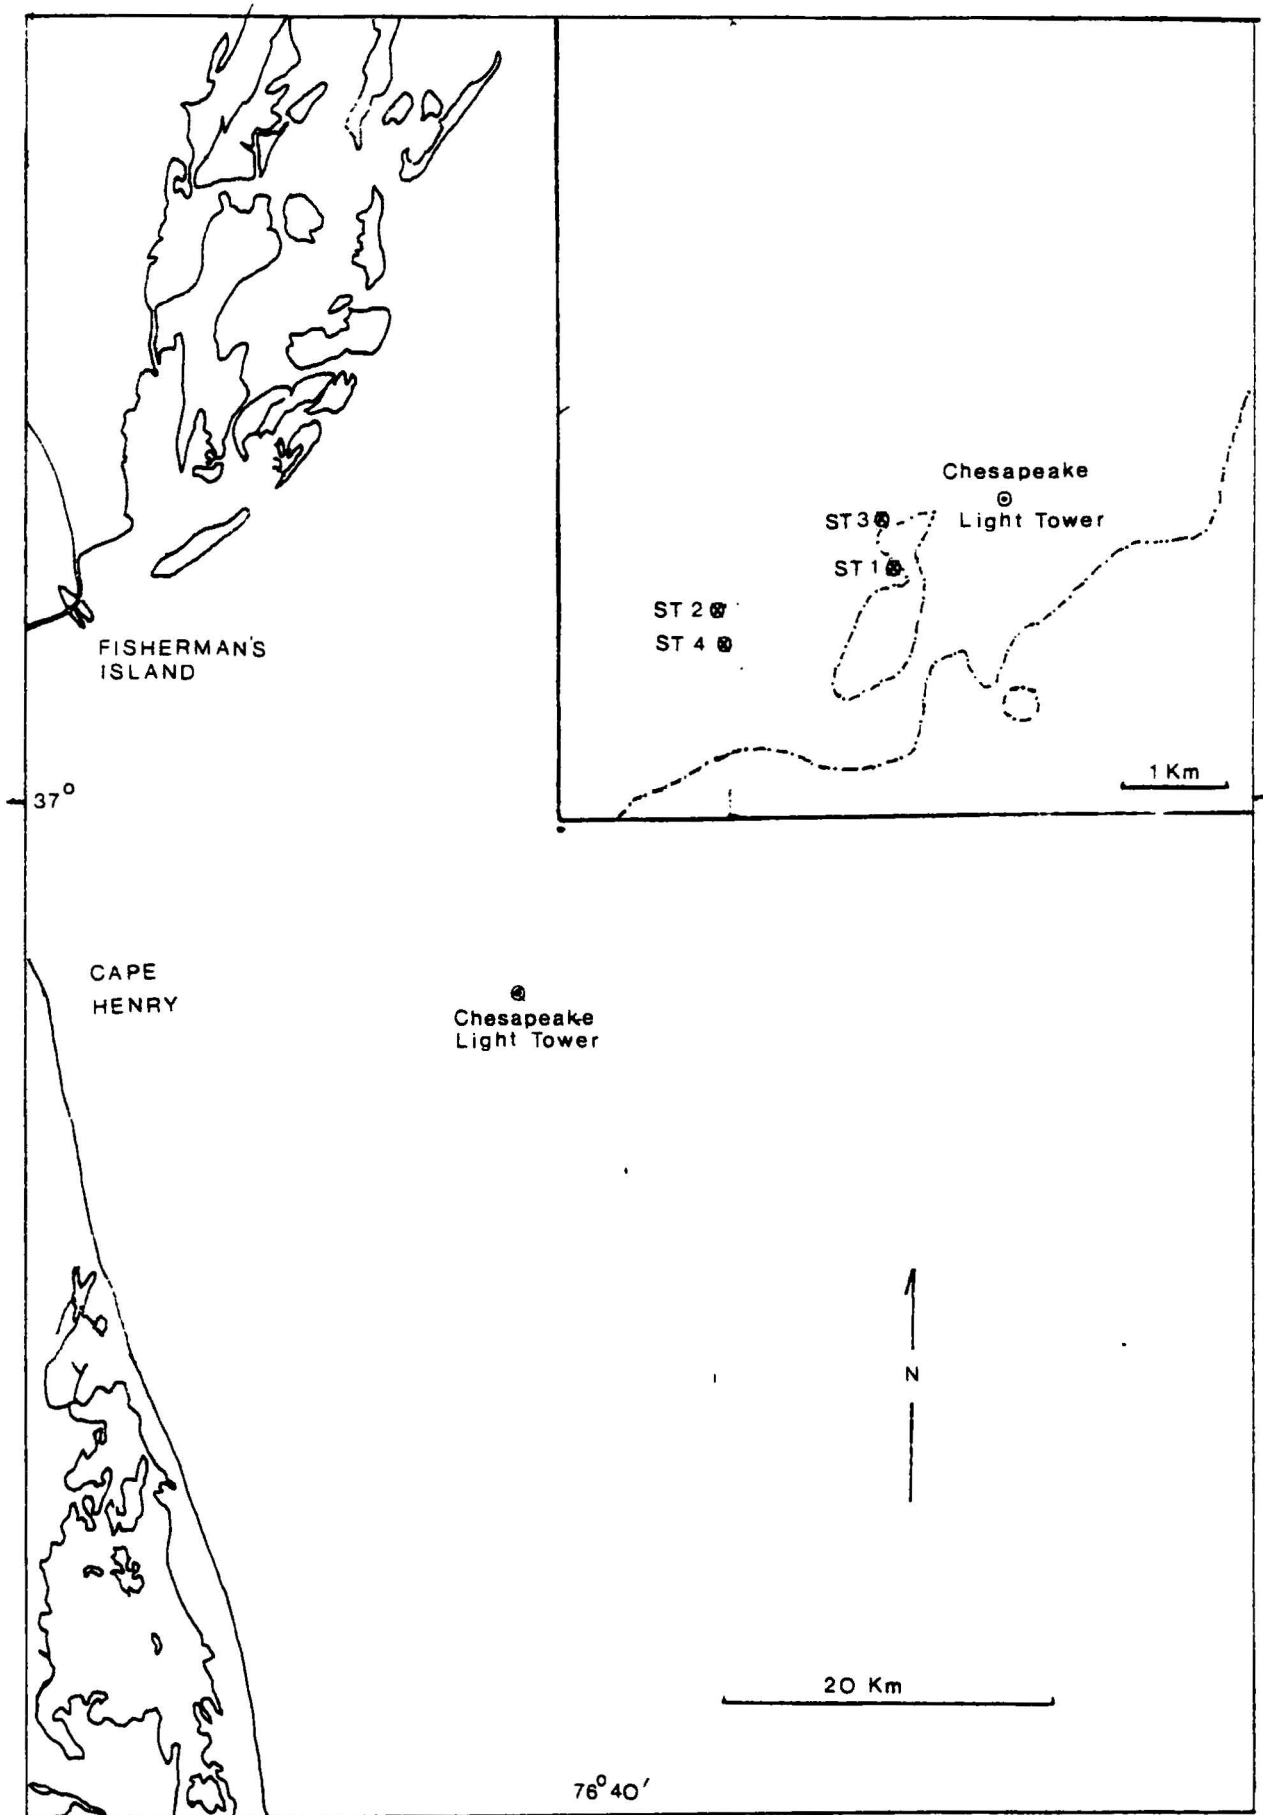 Chesapeake
Light Tower
ST 3
ST 1
ST 2
ST 4
1 Km
FISHERMAN'S
ISLAND
37°
CAPE
HENRY
Chesapeake
Light Tower
N
20 Km
76°40′